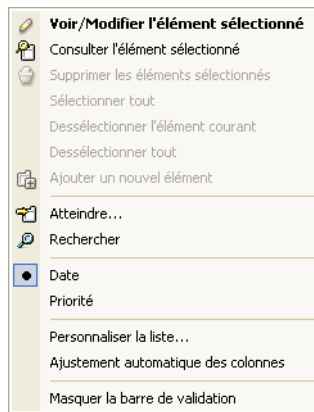 Voir/Modifier l'élément sélectionné
Consulter l'élément sélectionné
Supprimer les éléments sélectionnés
Sélectionner tout
Dessélectionner l'élément courant
Dessélectionner tout
Ajouter un nouvel élément
Atteindre...
Rechercher
Date
Priorité
Personnaliser la liste...
Ajustement automatique des colonnes
Masquer la barre de validation